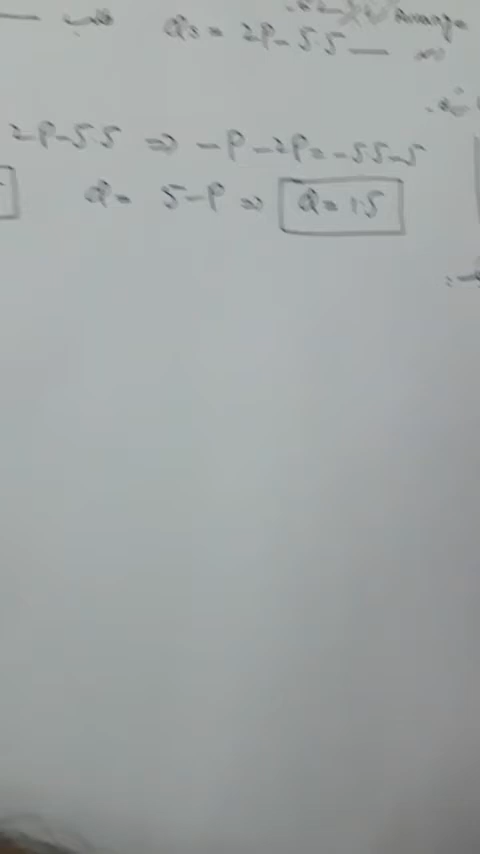 Qs = 2P - 5.5
2P - 5.5 ⇒ -P - 2P = -5.5 - 5
Q = 5 - P ⇒ Q = 1.5